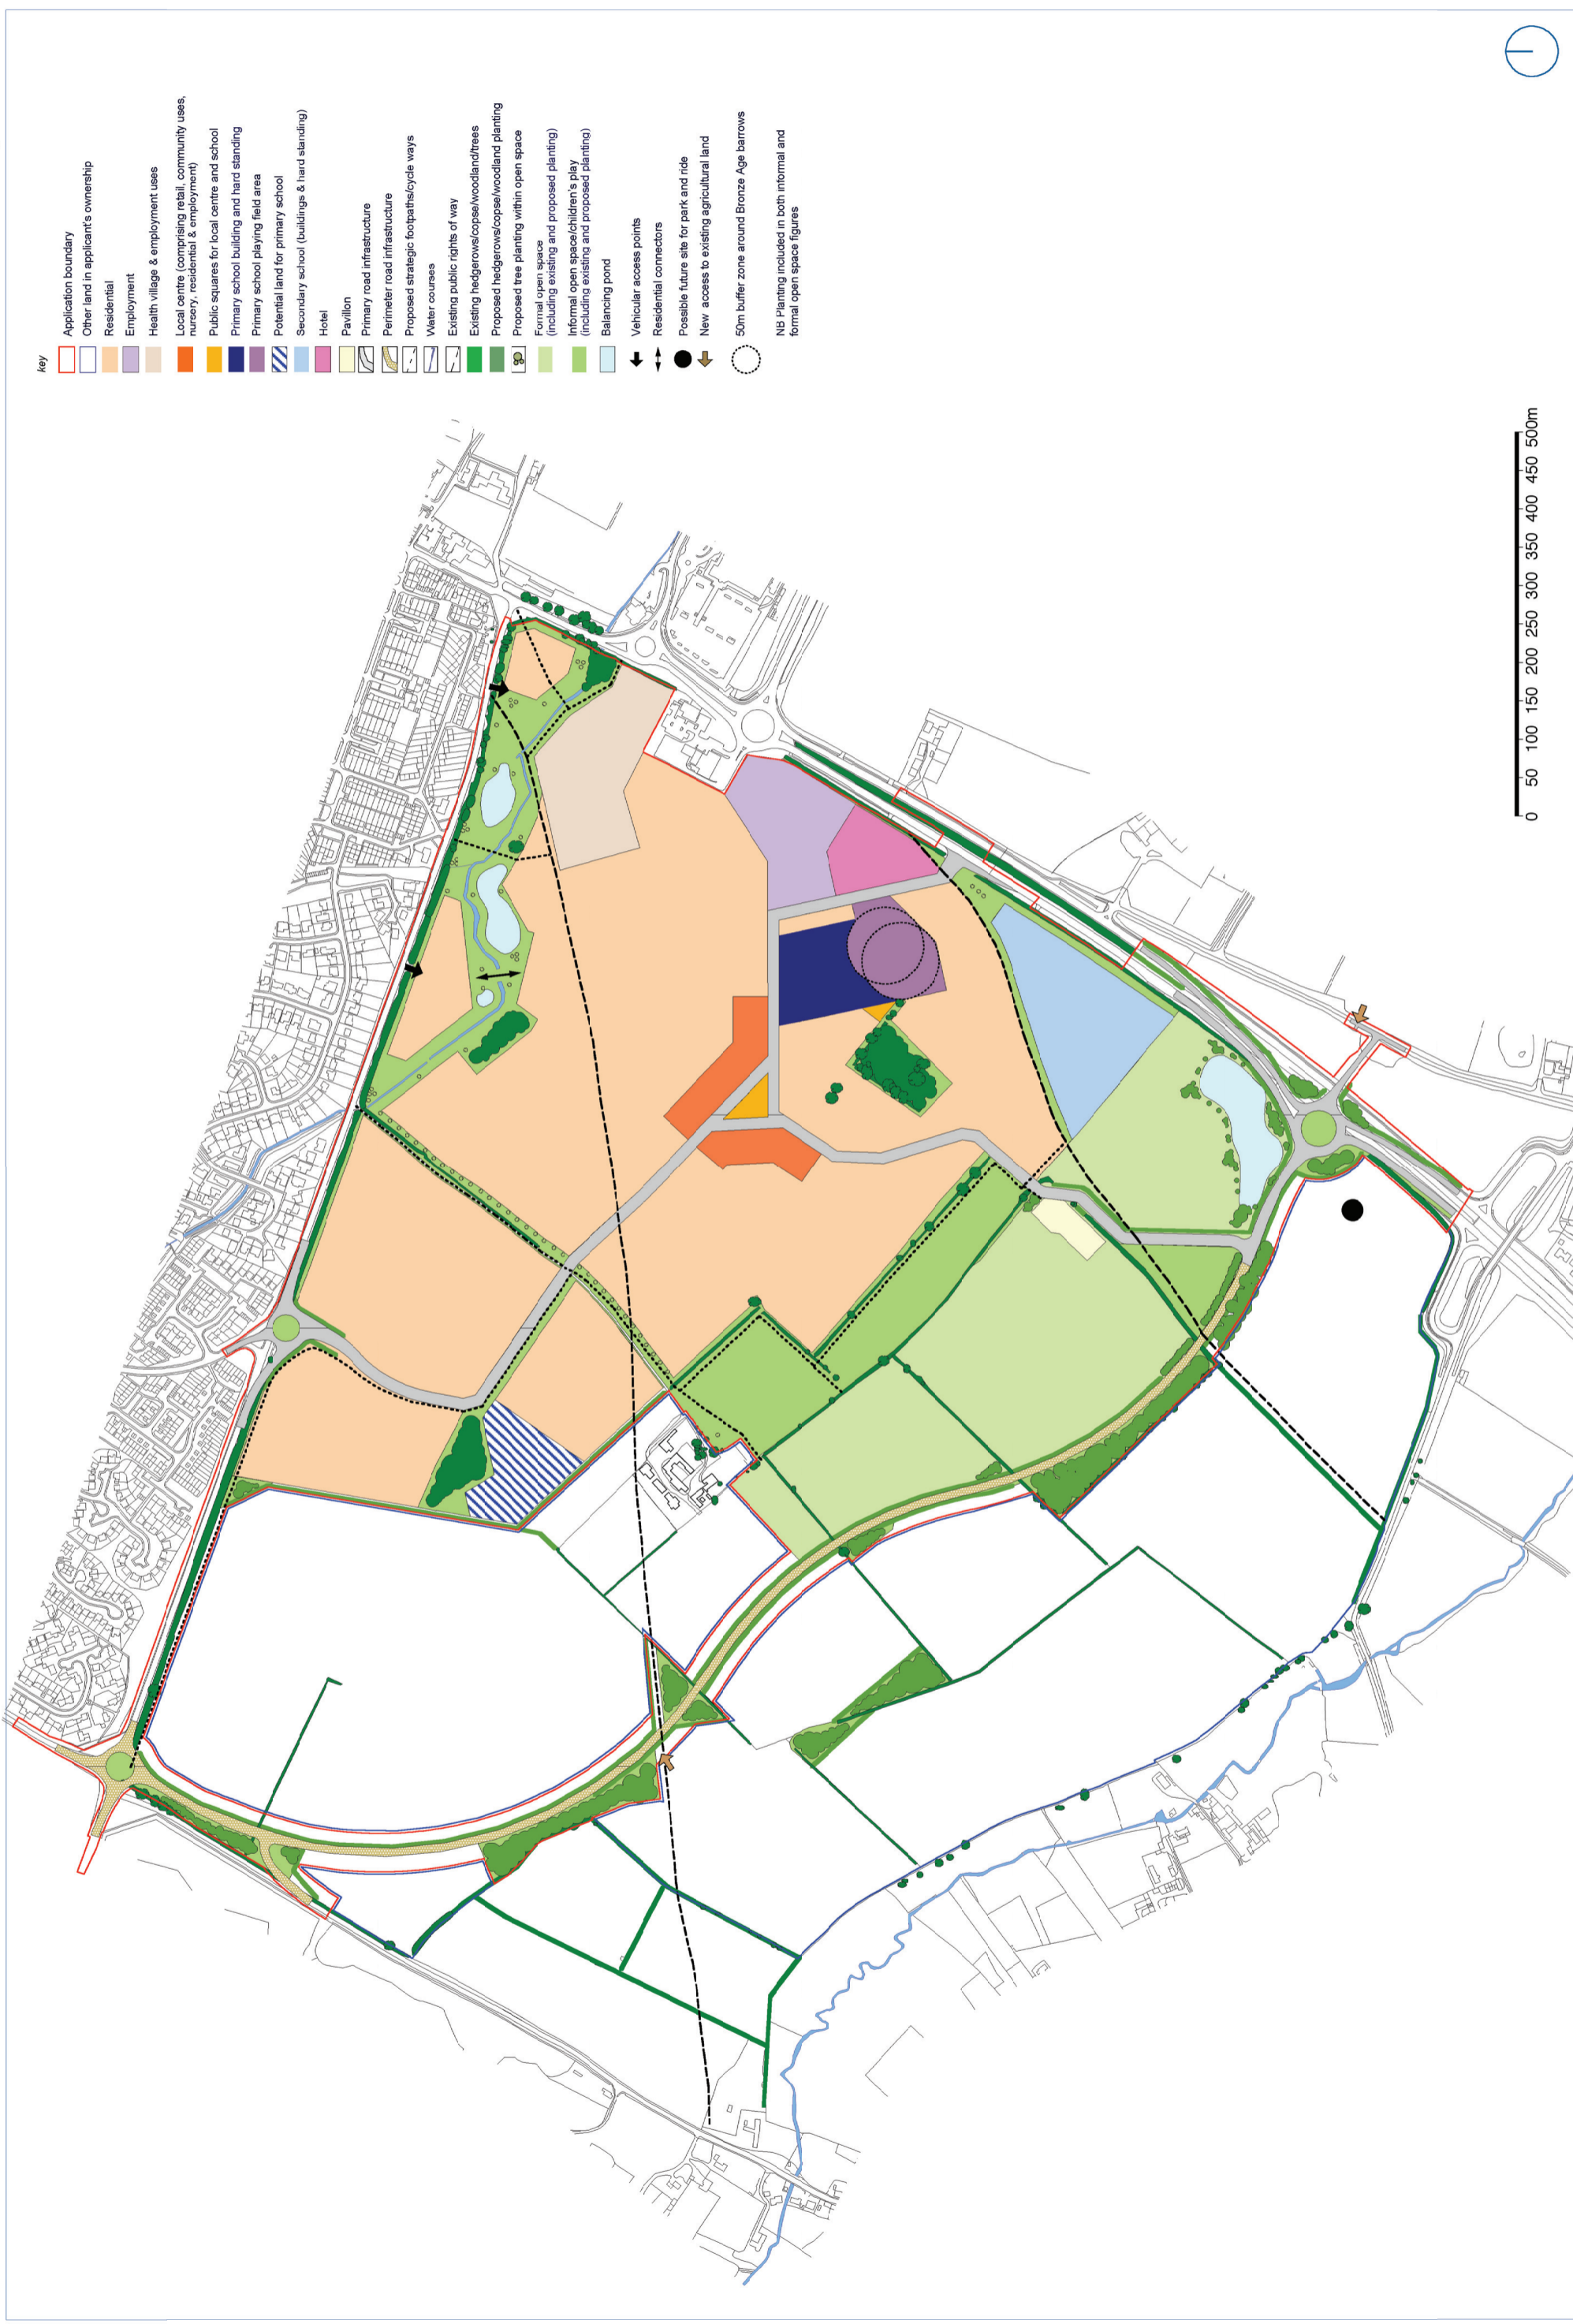 key
Application boundary
Other land in applicant's ownership
Residential
Employment
Health village & employment uses
Local centre (comprising retail, community uses,
nursery, residential & employment)
Public squares for local centre and school
Primary school building and hard standing
Primary school playing field area
Potential land for primary school
Secondary school (buildings & hard standing)
Hotel
Pavillon
Primary road infrastructure
Perimeter road infrastructure
Proposed strategic footpaths/cycle ways
Water courses
Existing public rights of way
Existing hedgerows/copse/woodland/trees
Proposed hedgerows/copse/woodland planting
Proposed tree planting within open space
Formal open space
(including existing and proposed planting)
Informal open space/children's play
(including existing and proposed planting)
Balancing pond
Vehicular access points
Residential connectors
Possible future site for park and ride
New access to existing agricultural land
50m buffer zone around Bronze Age barrows
NB Planting included in both informal and
formal open space figures
0 50 100 150 200 250 300 350 400 450 500m